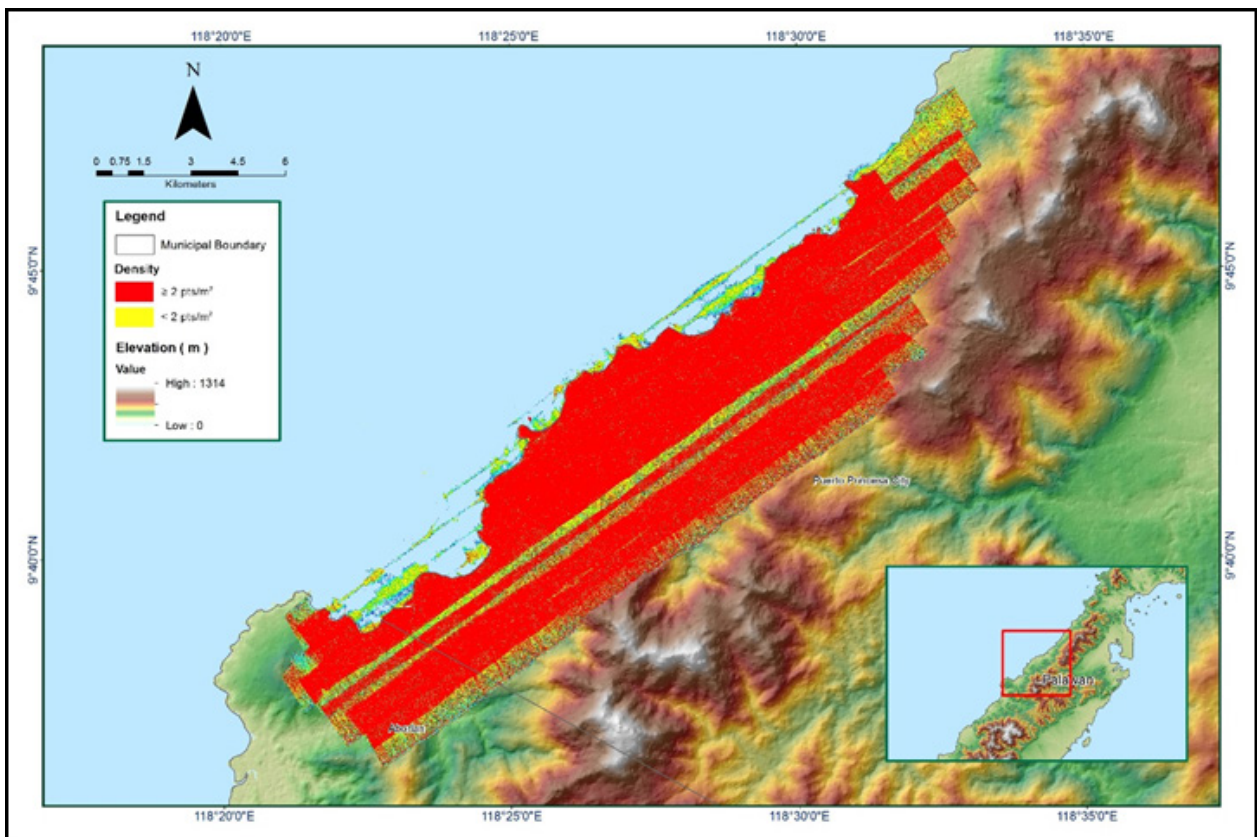 118°20'0"E 118°25'0"E 118°30'0"E 118°35'0"E
N
0 0.75 1.5 3 4.5 6
Kilometers
Legend
Municipal Boundary
Density
≥ 2 pts/m²
< 2 pts/m²
Elevation ( m )
Value
High : 1314
Low : 0
9°45'0"N 9°45'0"N
Puerto Princesa City
9°40'0"N 9°40'0"N
Palawan
Aborlan
118°20'0"E 118°25'0"E 118°30'0"E 118°35'0"E